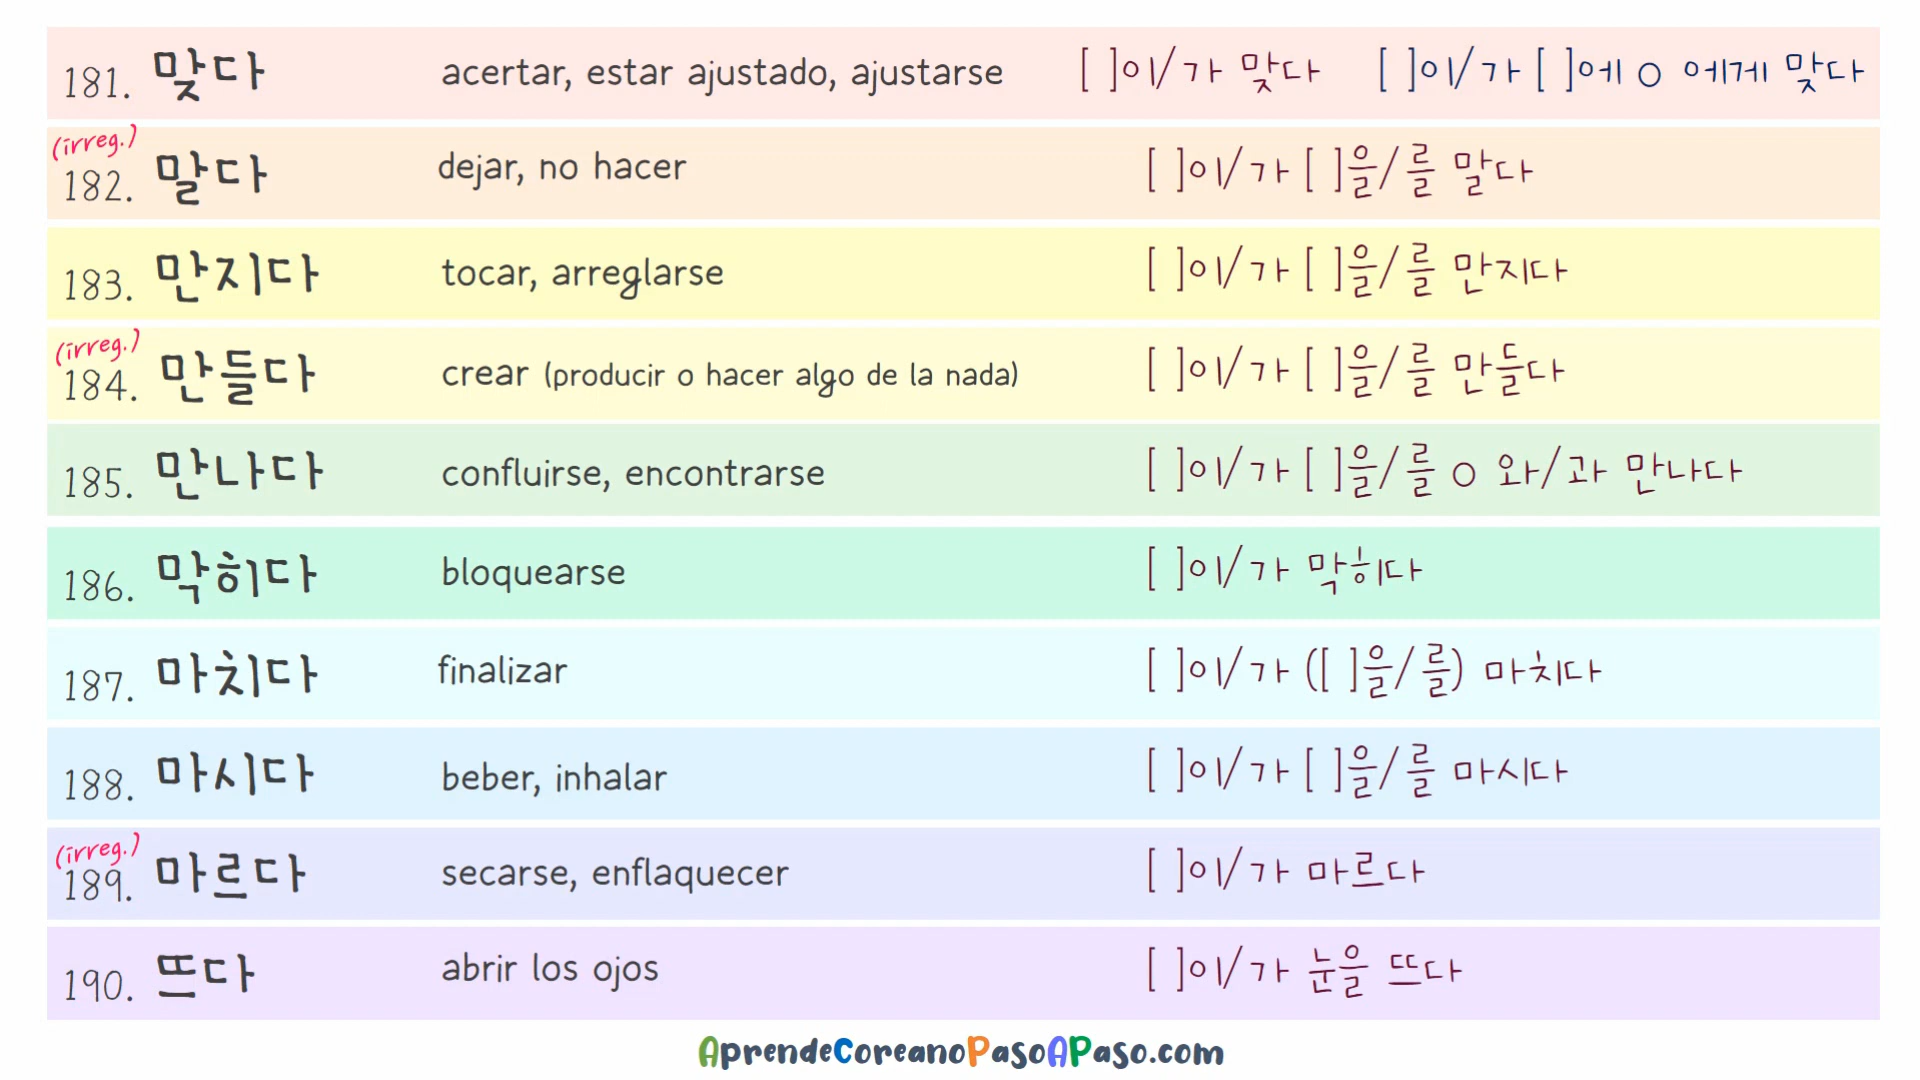 181. 맞다 acertar, estar ajustado, ajustarse [ ]이/가 맞다 [ ]이/가 [ ]에 o 에게 맞다
(irreg.)
182. 말다 dejar, no hacer [ ]이/가 [ ]을/를 말다
183. 만지다 tocar, arreglarse [ ]이/가 [ ]을/를 만지다
(irreg.)
184. 만들다 crear (producir o hacer algo de la nada) [ ]이/가 [ ]을/를 만들다
185. 만나다 confluirse, encontrarse [ ]이/가 [ ]을/를 o 와/과 만나다
186. 막히다 bloquearse [ ]이/가 막히다
187. 마치다 finalizar [ ]이/가 ([ ]을/를) 마치다
188. 마시다 beber, inhalar [ ]이/가 [ ]을/를 마시다
(irreg.)
189. 마르다 secarse, enflaquecer [ ]이/가 마르다
190. 뜨다 abrir los ojos [ ]이/가 눈을 뜨다
AprendeCoreanoPasoAPaso.com